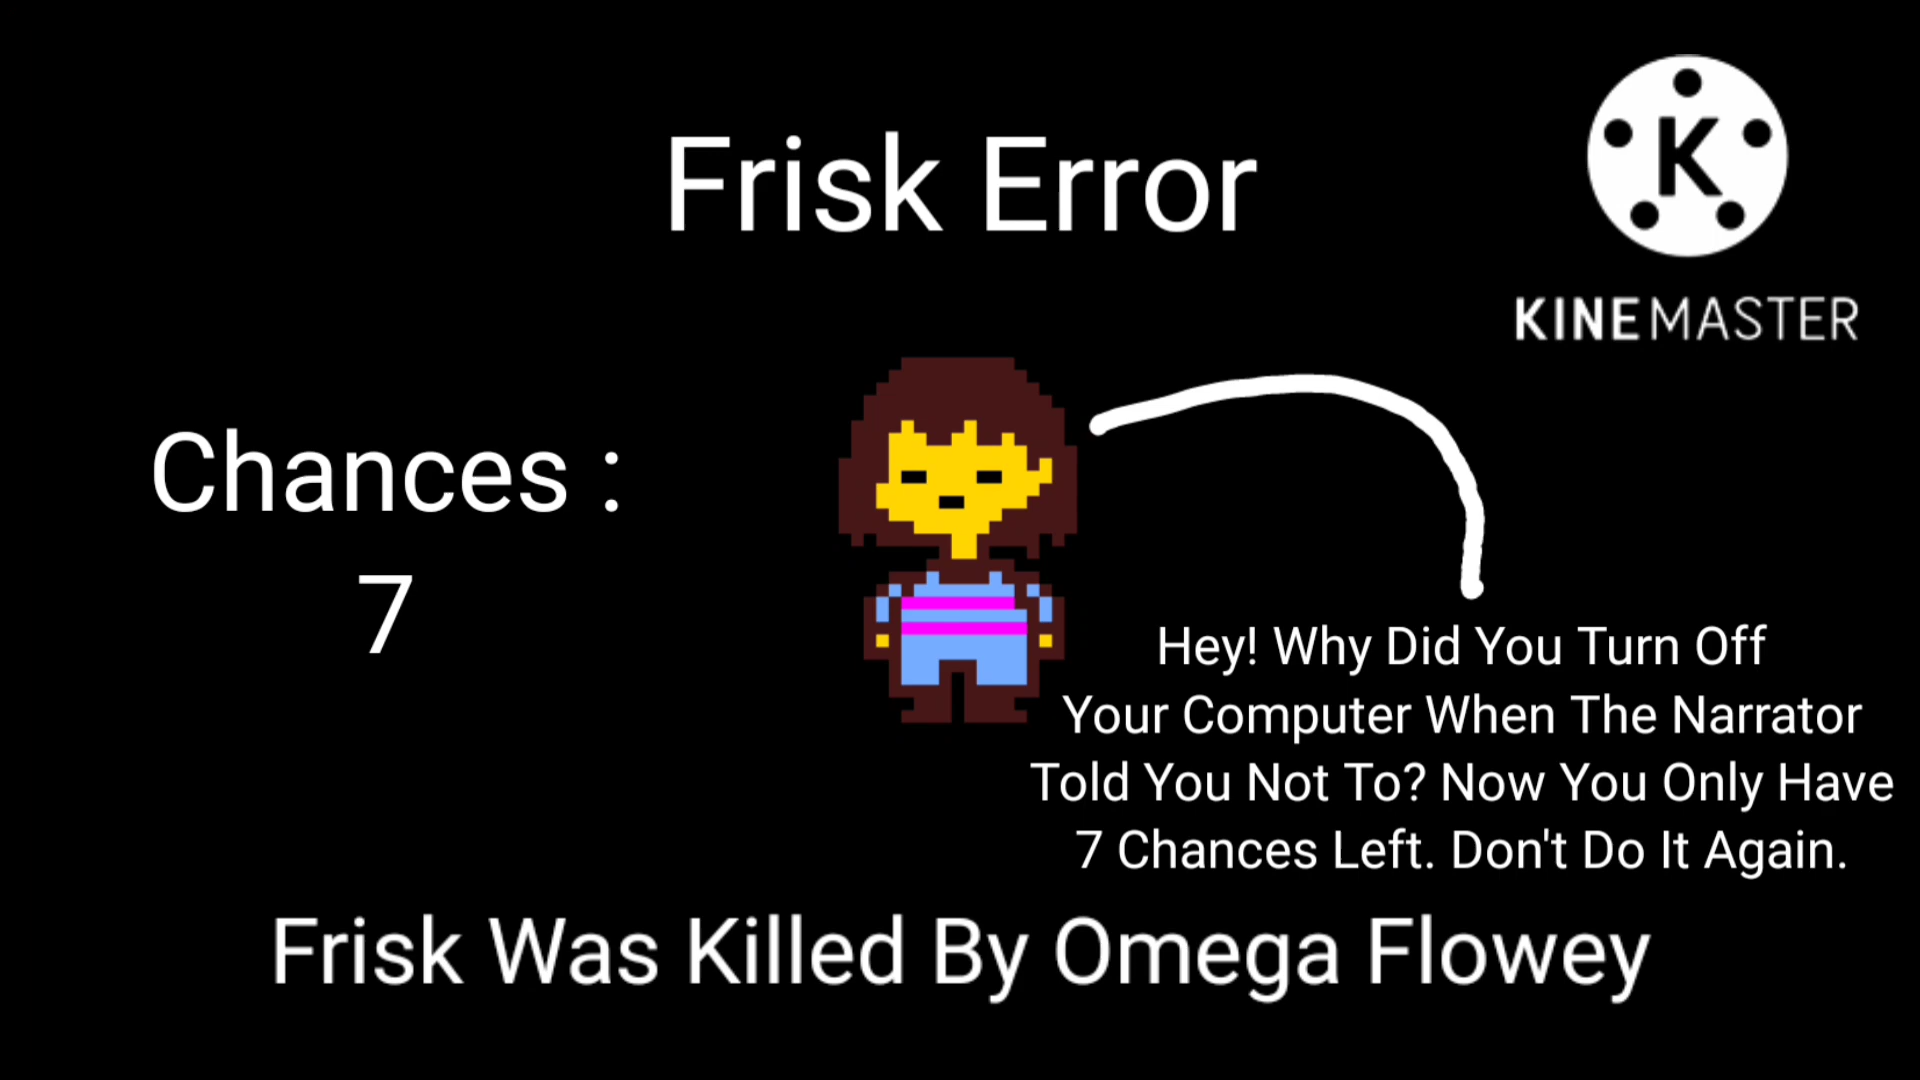 Frisk Error
K
KINEMASTER
Chances :
7
Hey! Why Did You Turn Off
Your Computer When The Narrator
Told You Not To? Now You Only Have
7 Chances Left. Don't Do It Again.
Frisk Was Killed By Omega Flowey